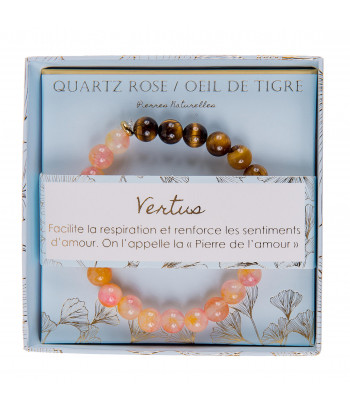 QUARTZ ROSE / OEIL DE TIGRE
Pierres Naturelles
Vertus
Facilite la respiration et renforce les sentiments
d'amour. On l'appelle la « Pierre de l'amour »